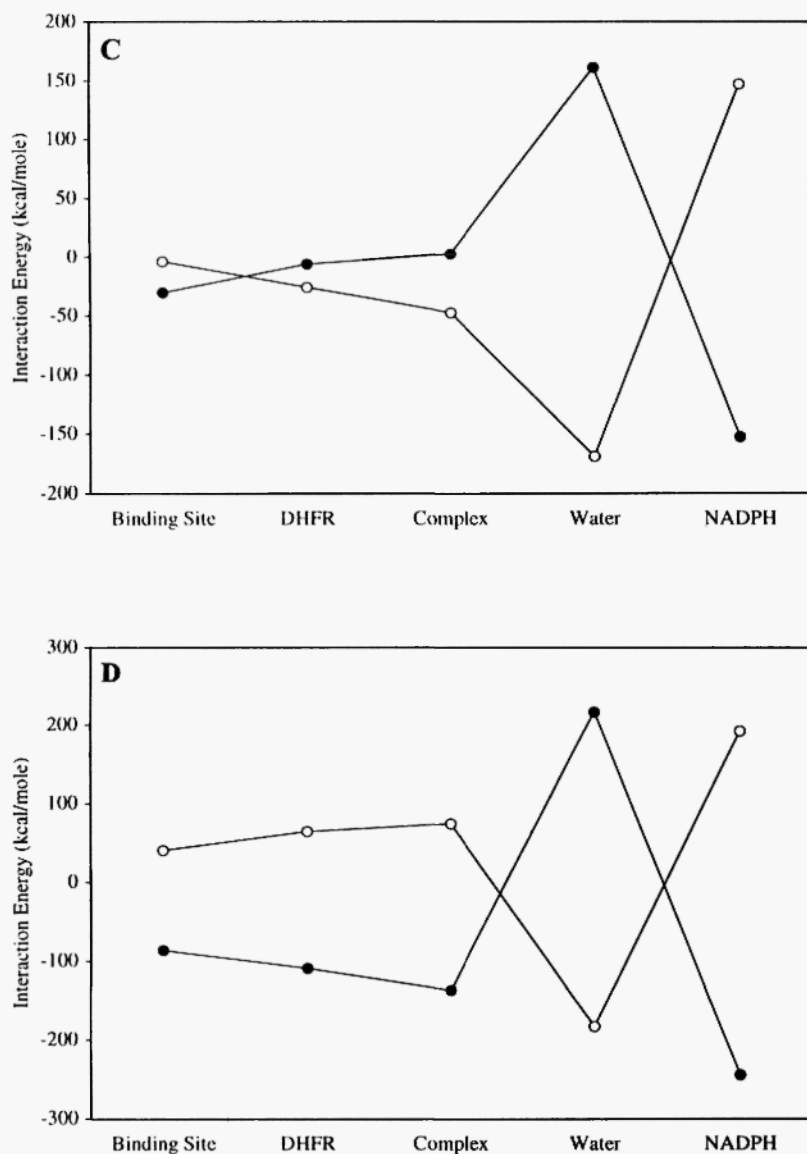 C
Interaction Energy (kcal/mole)
200
150
100
50
0
-50
-100
-150
-200
Binding Site DHFR Complex Water NADPH
D
Interaction Energy (kcal/mole)
300
200
100
0
-100
-200
-300
Binding Site DHFR Complex Water NADPH